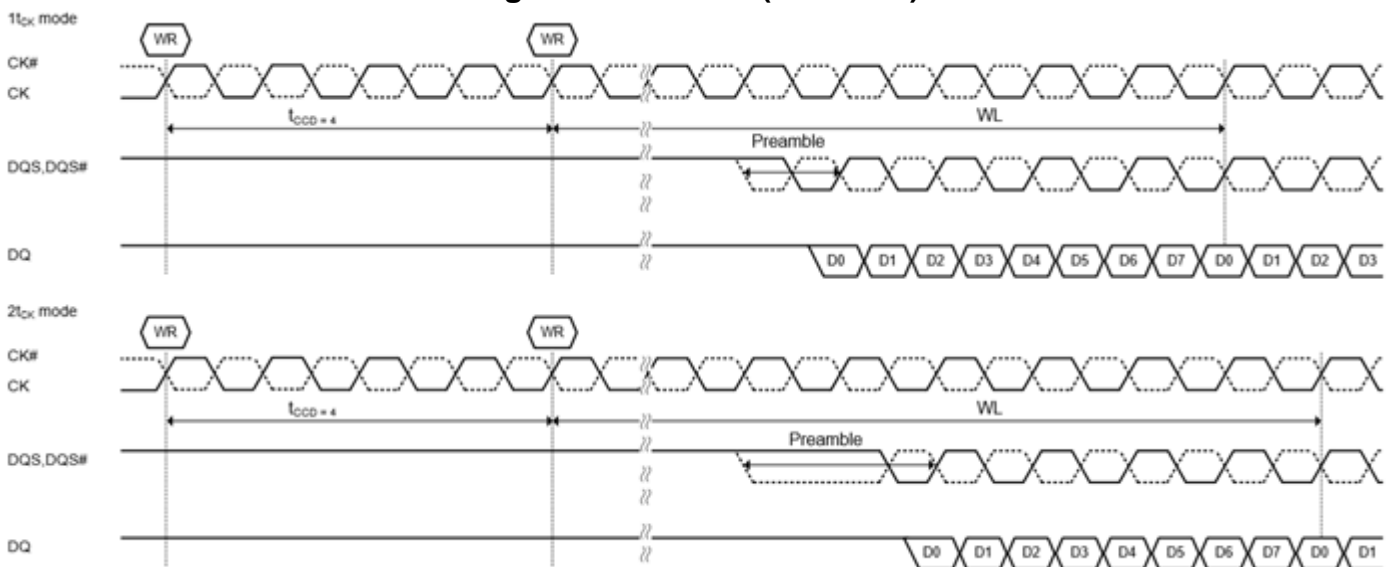 1tCK mode
WR WR
CK#
CK
tCCD = 4 WL
Preamble
DQS,DQS#
DQ D0 D1 D2 D3 D4 D5 D6 D7 D0 D1 D2 D3
2tCK mode
WR WR
CK#
CK
tCCD = 4 WL
Preamble
DQS,DQS#
DQ D0 D1 D2 D3 D4 D5 D6 D7 D0 D1